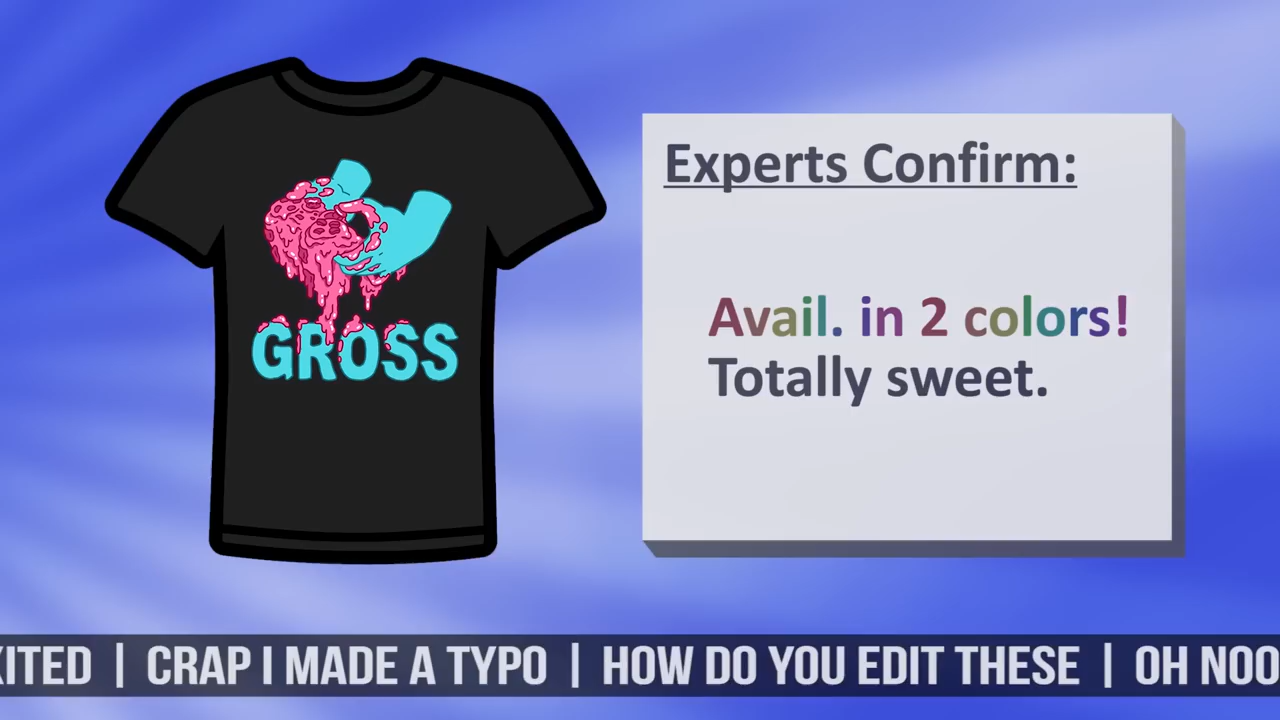 GROSS
Experts Confirm:
Avail. in 2 colors!
Totally sweet.
XITED | CRAP I MADE A TYPO | HOW DO YOU EDIT THESE | OH NOO